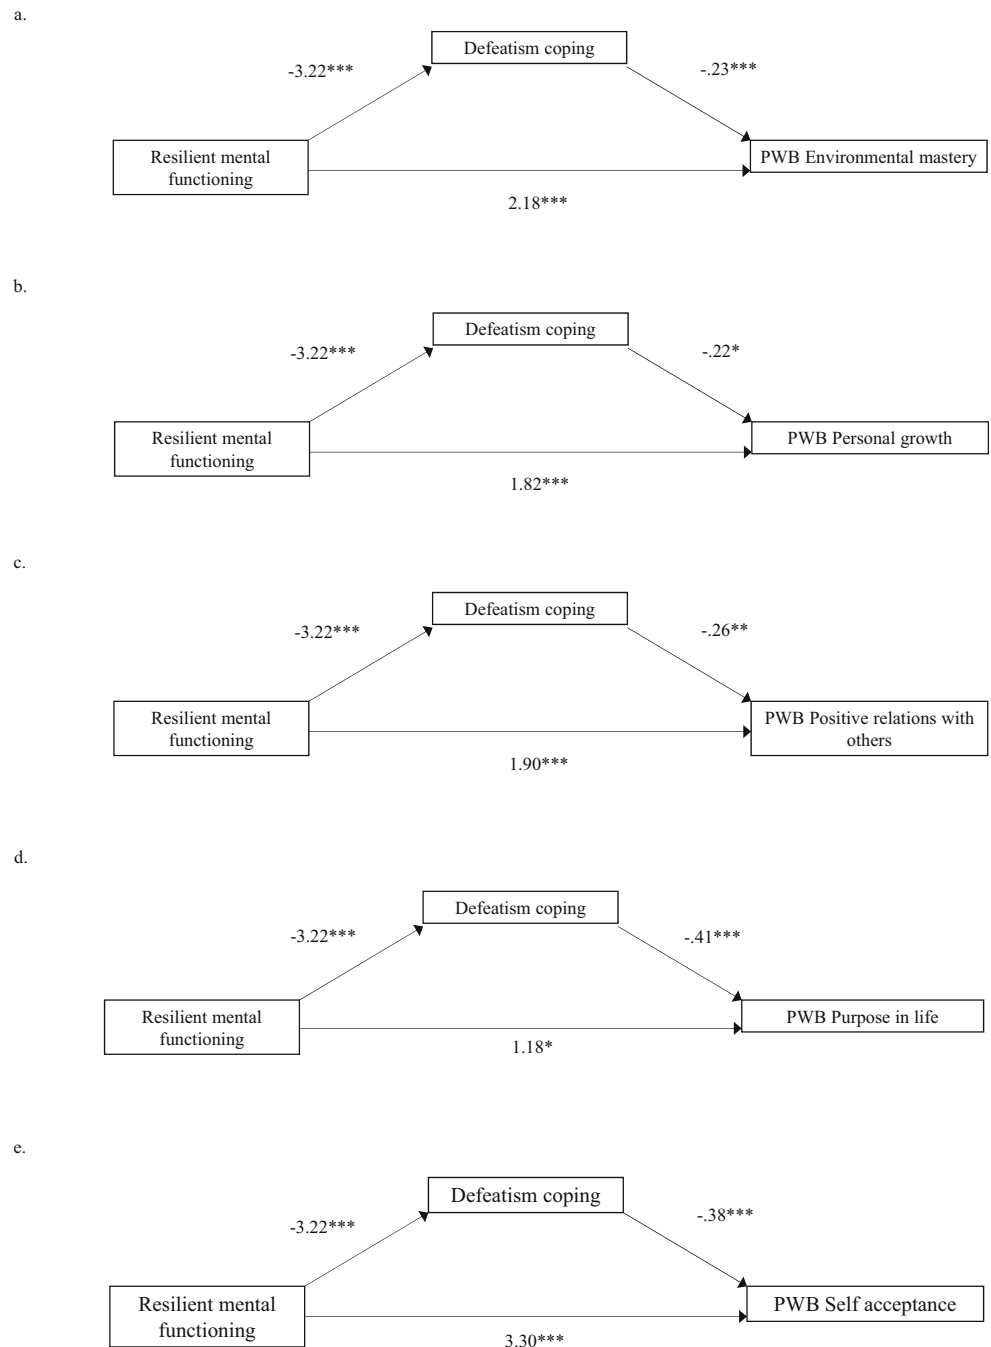 a.
Defeatism coping
-3.22***
-.23***
Resilient mental
functioning
PWB Environmental mastery
2.18***
b.
Defeatism coping
-3.22***
-.22*
Resilient mental
functioning
PWB Personal growth
1.82***
c.
Defeatism coping
-3.22***
-.26**
Resilient mental
functioning
PWB Positive relations with
others
1.90***
d.
Defeatism coping
-3.22***
-.41***
Resilient mental
functioning
PWB Purpose in life
1.18*
e.
Defeatism coping
-3.22***
-.38***
Resilient mental
functioning
PWB Self acceptance
3.30***